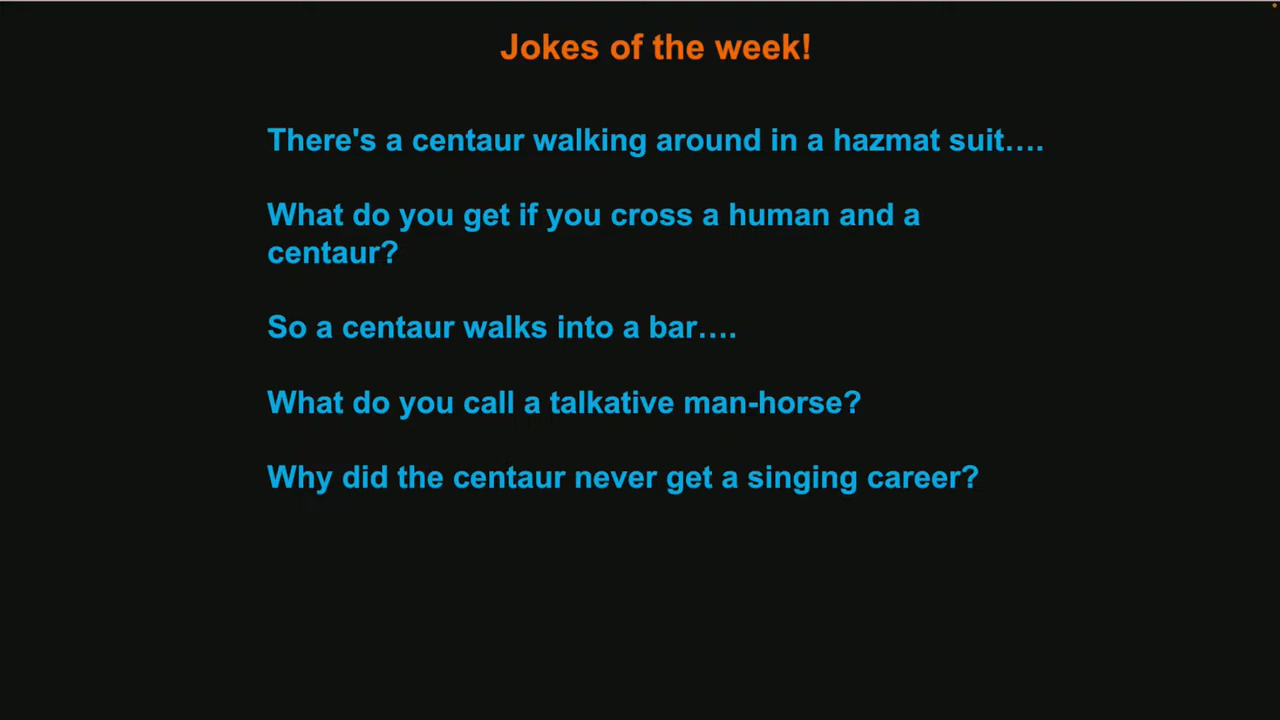 Jokes of the week!
There's a centaur walking around in a hazmat suit….
What do you get if you cross a human and a
centaur?
So a centaur walks into a bar….
What do you call a talkative man-horse?
Why did the centaur never get a singing career?